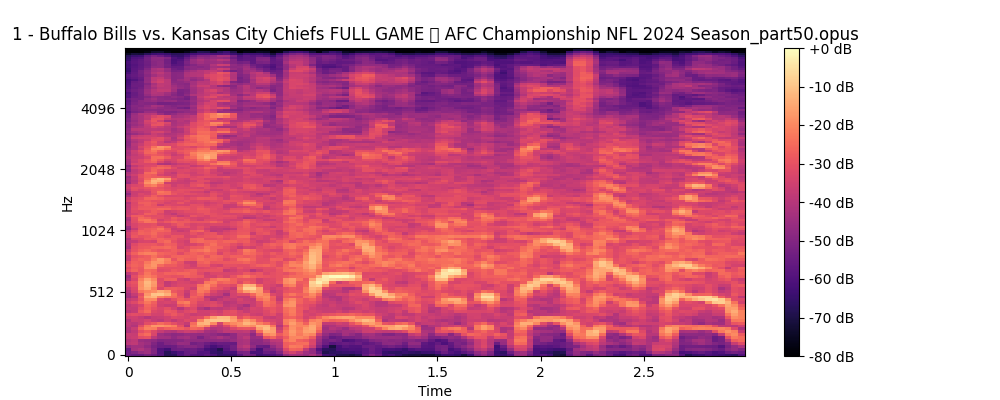 1 - Buffalo Bills vs. Kansas City Chiefs FULL GAME ▯ AFC Championship NFL 2024 Season_part50.opus
+0 dB
-10 dB
-20 dB
-30 dB
-40 dB
-50 dB
-60 dB
-70 dB
-80 dB
4096
2048
1024
512
0
Hz
0
0.5
1
1.5
2
2.5
Time